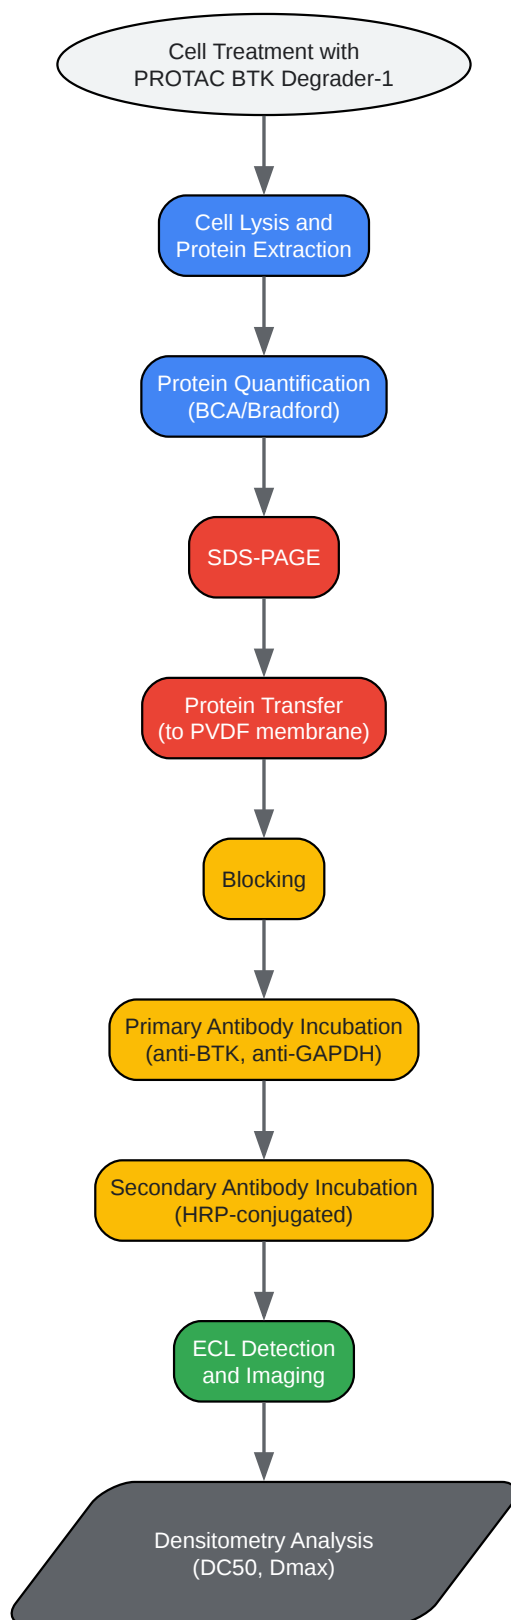 Cell Treatment with
PROTAC BTK Degrader-1
Cell Lysis and
Protein Extraction
Protein Quantification
(BCA/Bradford)
SDS-PAGE
Protein Transfer
(to PVDF membrane)
Blocking
Primary Antibody Incubation
(anti-BTK, anti-GAPDH)
Secondary Antibody Incubation
(HRP-conjugated)
ECL Detection
and Imaging
Densitometry Analysis
(DC50, Dmax)